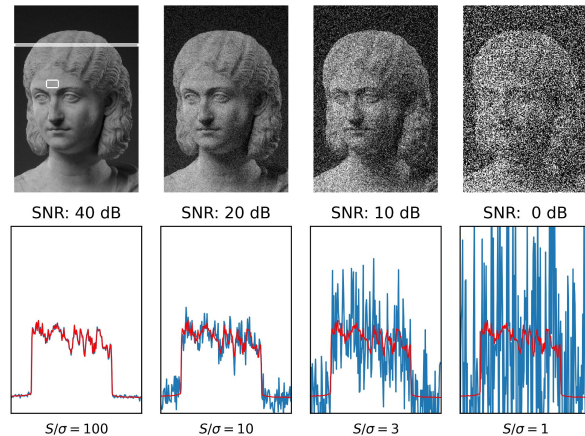 SNR: 40 dB
SNR: 20 dB
SNR: 10 dB
SNR:  0 dB
S/σ = 100
S/σ = 10
S/σ = 3
S/σ = 1